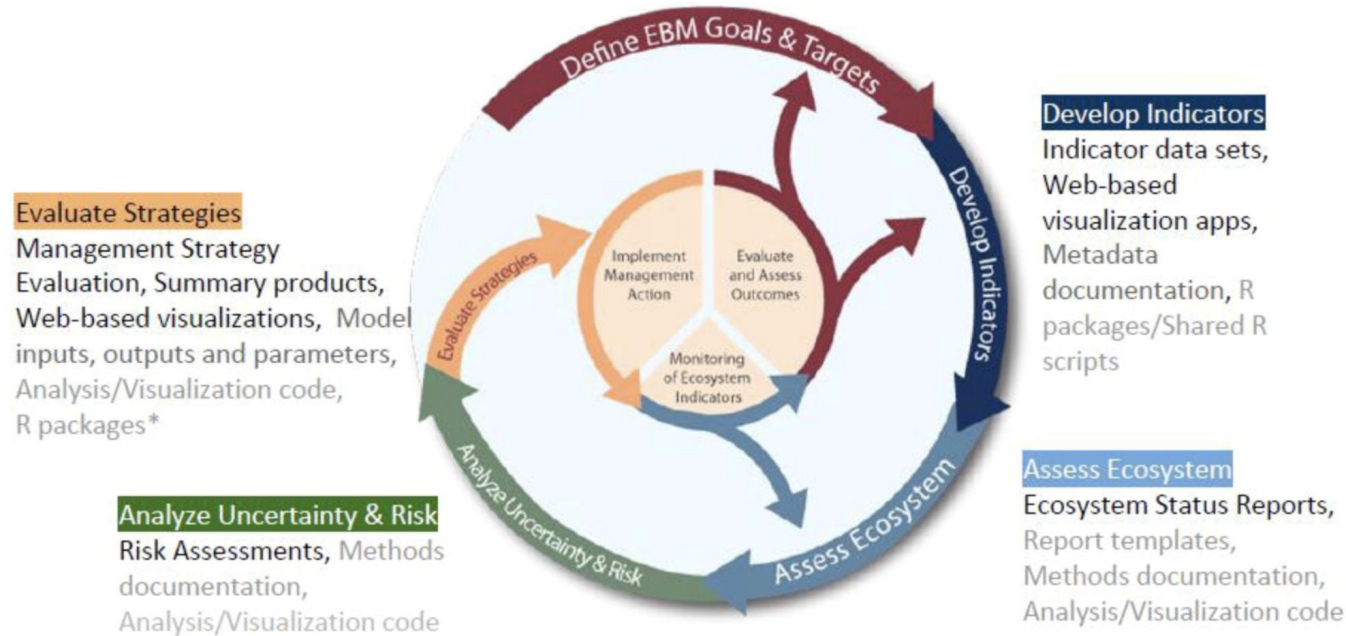 Define EBM Goals & Targets
Develop Indicators
Indicator data sets,
Web-based
visualization apps,
Metadata
documentation, R
packages/Shared R
scripts
Develop Indicators
Evaluate Strategies
Management Strategy
Evaluation, Summary products,
Web-based visualizations, Model
inputs, outputs and parameters,
Analysis/Visualization code,
R packages*
Evaluate Strategies
Implement
Management
Action
Evaluate
and Assess
Outcomes
Monitoring
of Ecosystem
Indicators
Assess Ecosystem
Ecosystem Status Reports,
Report templates,
Methods documentation,
Analysis/Visualization code
Assess Ecosystem
Analyze Uncertainty & Risk
Analyze Uncertainty & Risk
Risk Assessments, Methods
documentation,
Analysis/Visualization code